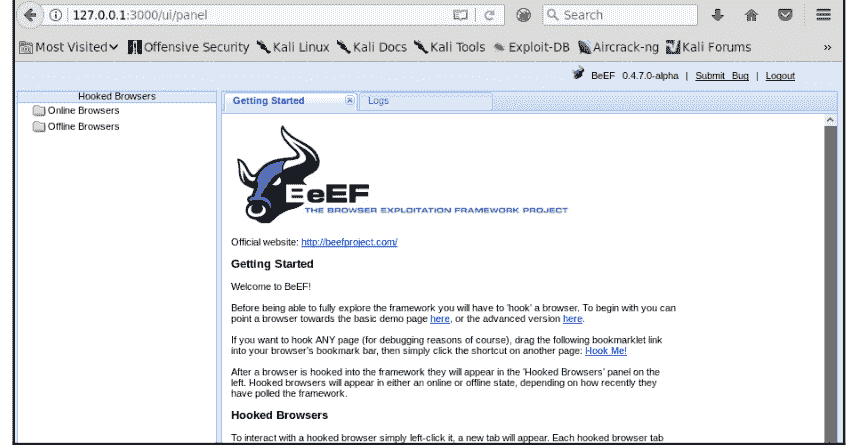 127.0.0.1:3000/ui/panel
Search
Most Visited
Offensive Security
Kali Linux
Kali Docs
Kali Tools
Exploit-DB
Aircrack-ng
Kali Forums
»
BeEF 0.4.7.0-alpha | Submit Bug | Logout
Hooked Browsers
Online Browsers
Offline Browsers
Getting Started
Logs
BeEF
THE BROWSER EXPLOITATION FRAMEWORK PROJECT
Official website: http://beefproject.com/
Getting Started
Welcome to BeEF!
Before being able to fully explore the framework you will have to 'hook' a browser. To begin with you can
point a browser towards the basic demo page here, or the advanced version here.
If you want to hook ANY page (for debugging reasons of course), drag the following bookmarklet link
into your browser's bookmark bar, then simply click the shortcut on another page: Hook Me!
After a browser is hooked into the framework they will appear in the 'Hooked Browsers' panel on the
left. Hooked browsers will appear in either an online or offline state, depending on how recently they
have polled the framework.
Hooked Browsers
To interact with a hooked browser simply left-click it, a new tab will appear. Each hooked browser tab